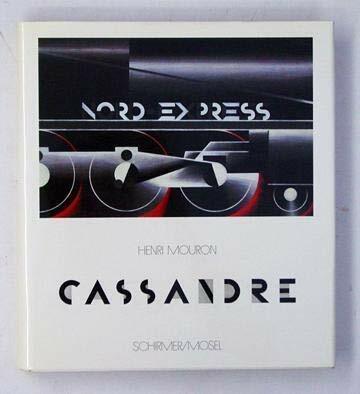 NORD EXPRESS
HENRI MOURON
CASSANDRE
SCHIRMER/MOSEL